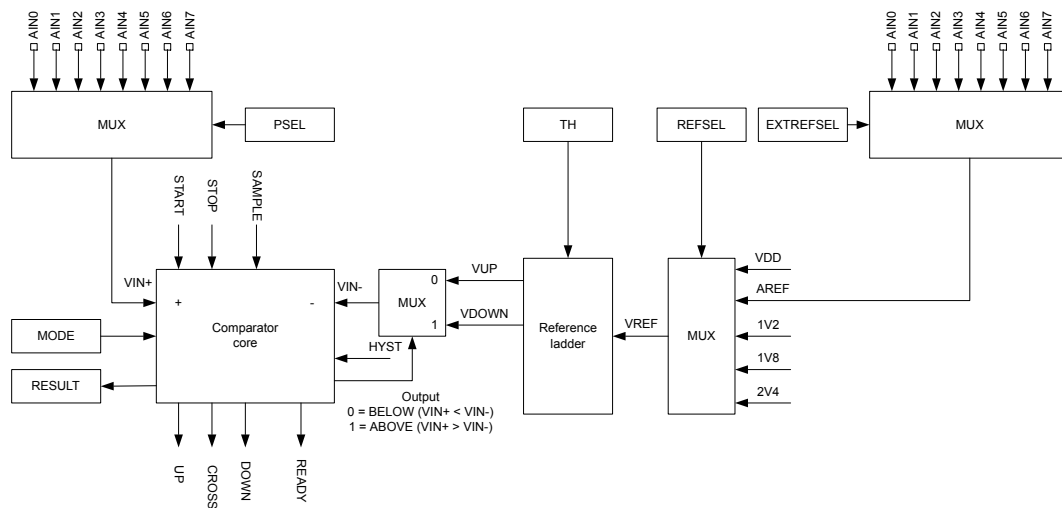 AIN0 AIN1 AIN2 AIN3 AIN4 AIN5 AIN6 AIN7
AIN0 AIN1 AIN2 AIN3 AIN4 AIN5 AIN6 AIN7
MUX
PSEL
TH
REFSEL
EXTREFSEL
MUX
START
STOP
SAMPLE
VIN+
+
-
VIN-
Comparator
core
MODE
RESULT
HYST
MUX
0
1
VUP
VDOWN
Reference
ladder
VREF
MUX
VDD
AREF
1V2
1V8
2V4
Output
0 = BELOW (VIN+ < VIN-)
1 = ABOVE (VIN+ > VIN-)
UP
CROSS
DOWN
READY